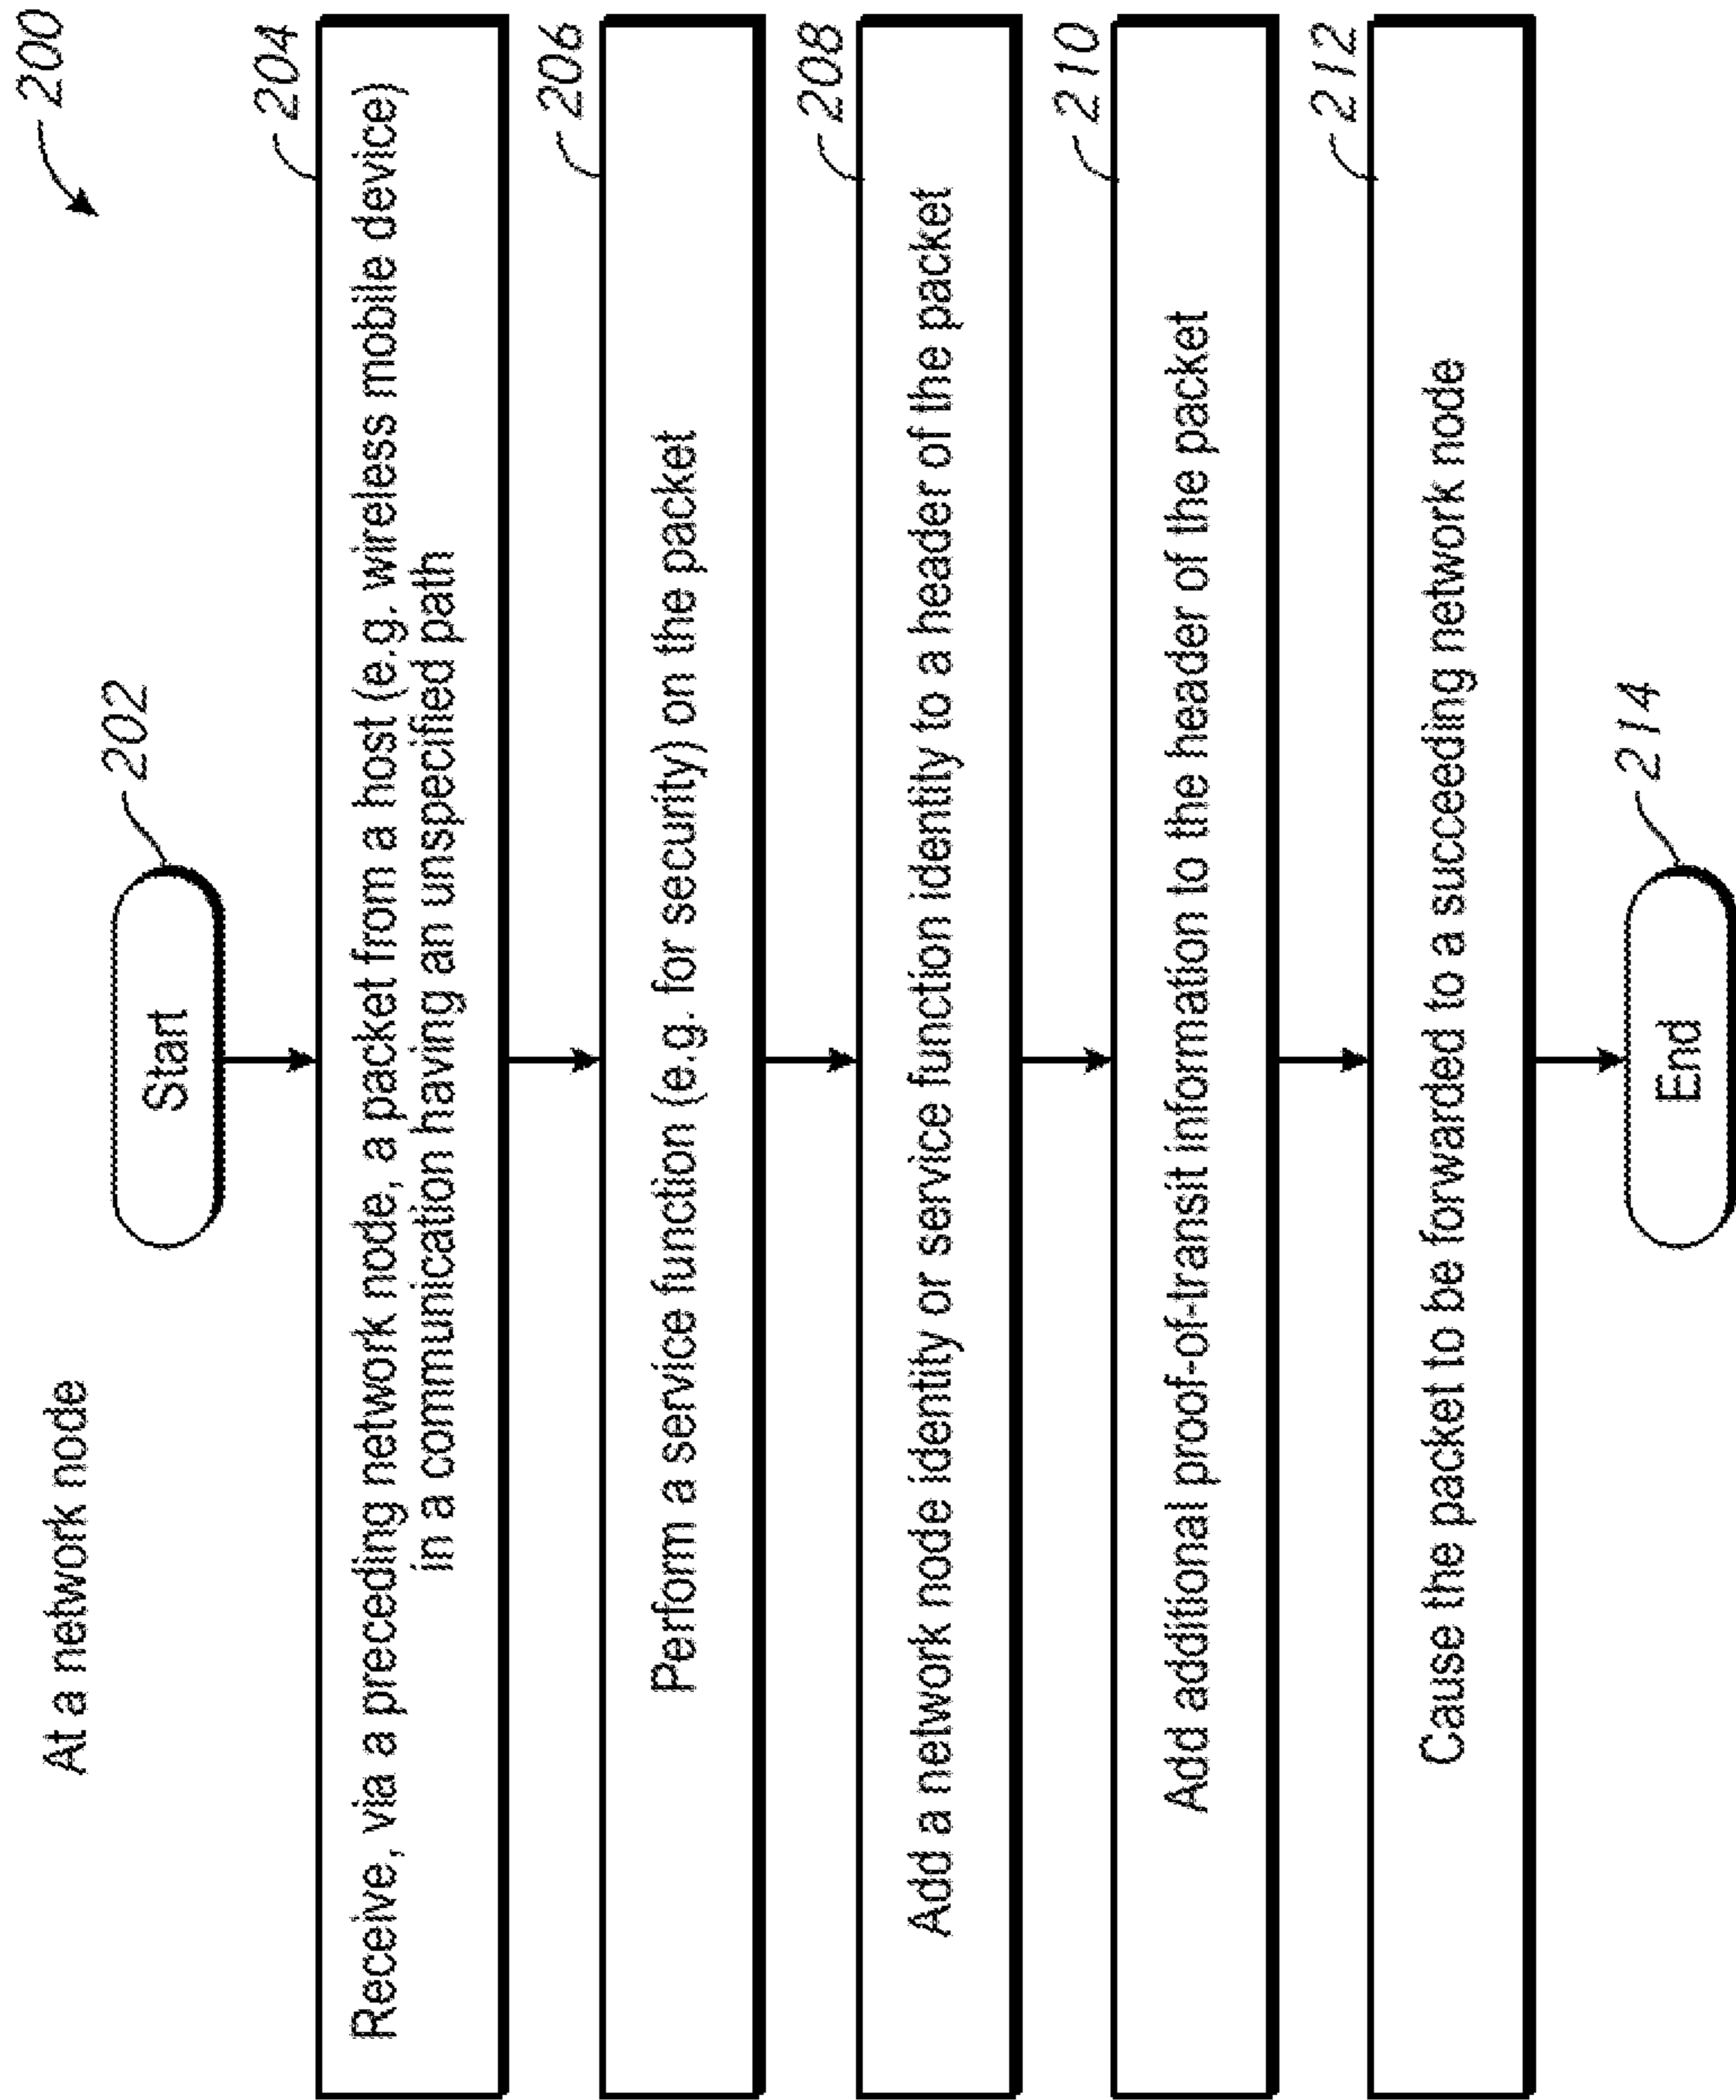 200
At a network node
Start
202
204
Receive, via a preceding network node, a packet from a host (e.g. wireless mobile device)
in a communication having an unspecified path
206
Perform a service function (e.g. for security) on the packet
208
Add a network node identity or service function identity to a header of the packet
210
Add additional proof-of-transit information to the header of the packet
212
Cause the packet to be forwarded to a succeeding network node
End
214